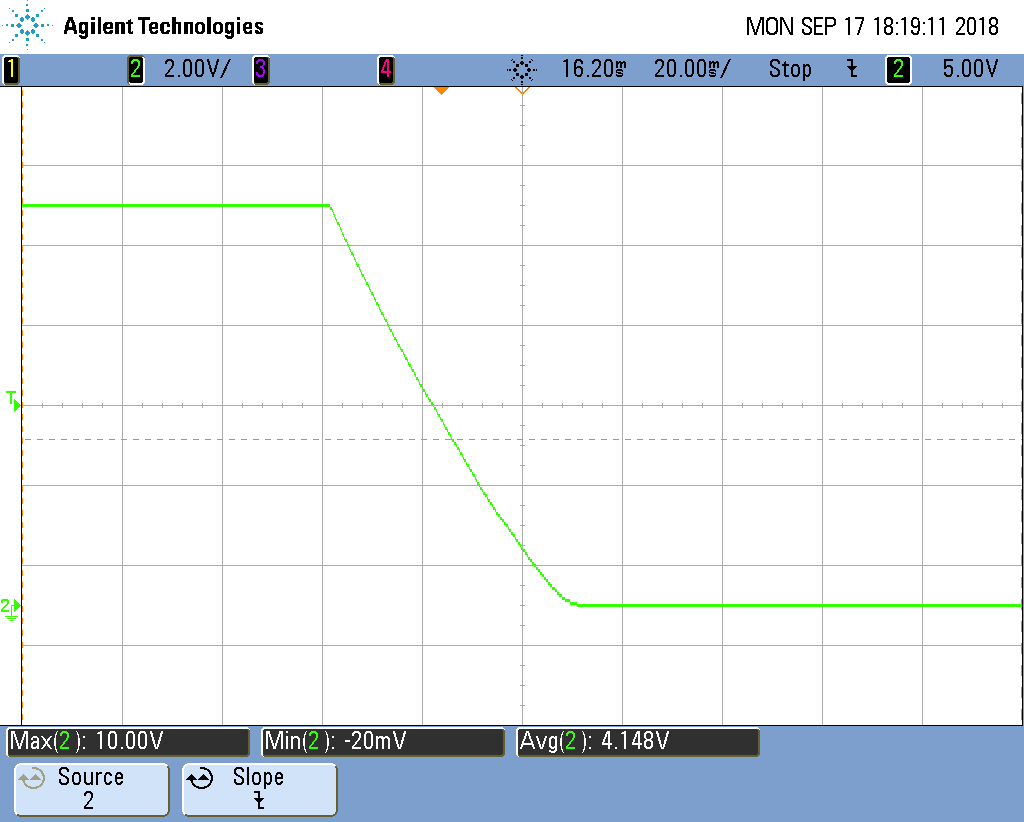 Agilent Technologies MON SEP 17 18:19:11 2018
1 2 2.00V/ 3 4 16.20ms 20.00ms/ Stop 2 5.00V
T
2
Max(2): 10.00V Min(2): -20mV Avg(2): 4.148V
Source Slope
2